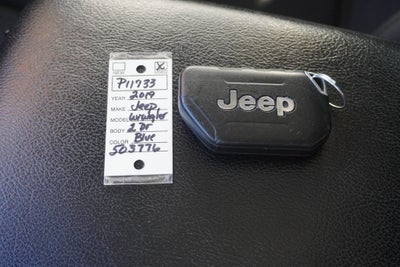 P11733
YEAR 2019
MAKE Jeep
MODEL Wrangler
BODY 2 Dr
COLOR Blue
503776
Jeep